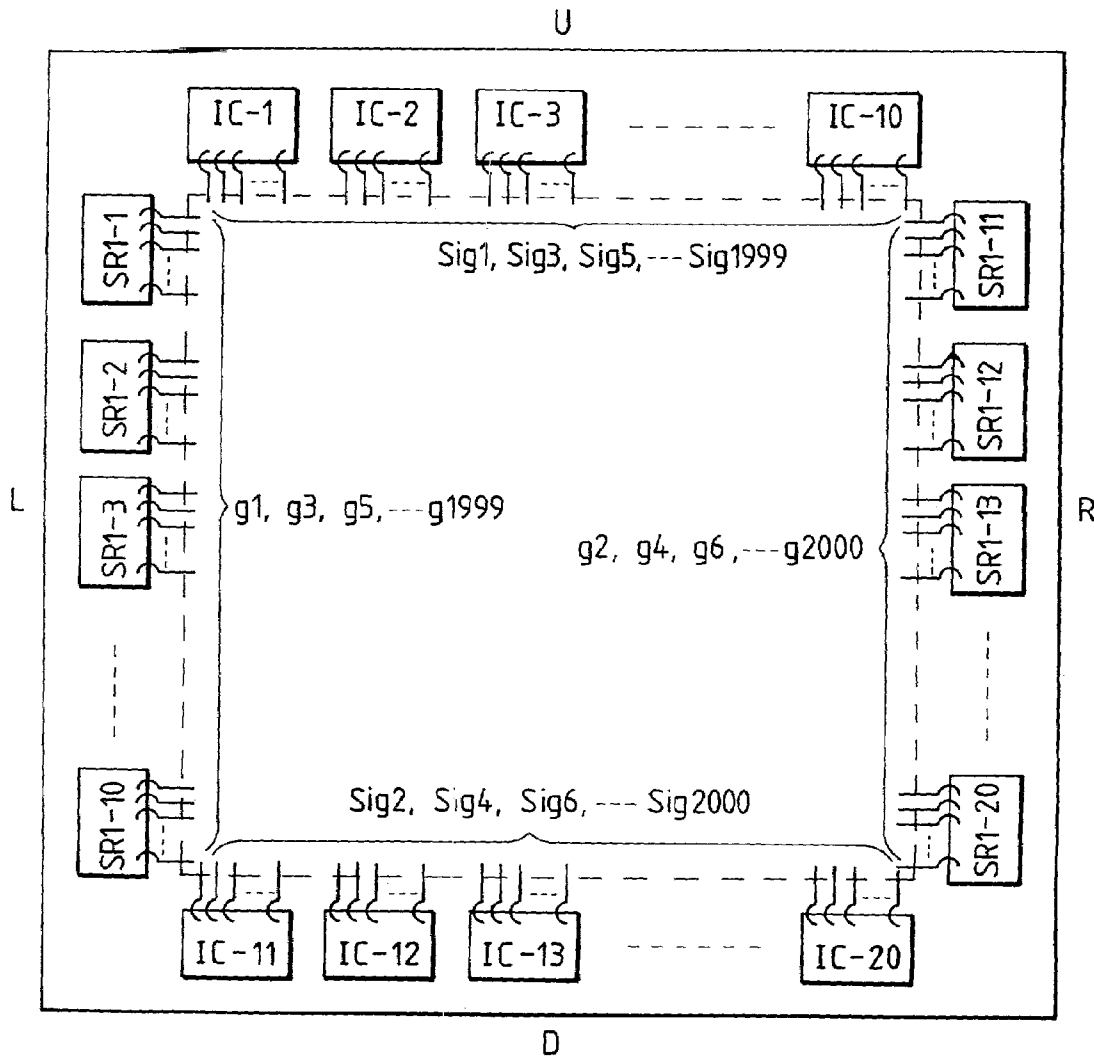 U
IC-1 IC-2 IC-3 IC-10
SR1-1
SR1-11
Sig1, Sig3, Sig5, --- Sig1999
SR1-2
SR1-12
L
SR1-3
g1, g3, g5, --- g1999
SR1-13
R
g2, g4, g6, --- g2000
SR1-10
Sig2, Sig4, Sig6, --- Sig2000
SR1-20
IC-11 IC-12 IC-13 IC-20
D